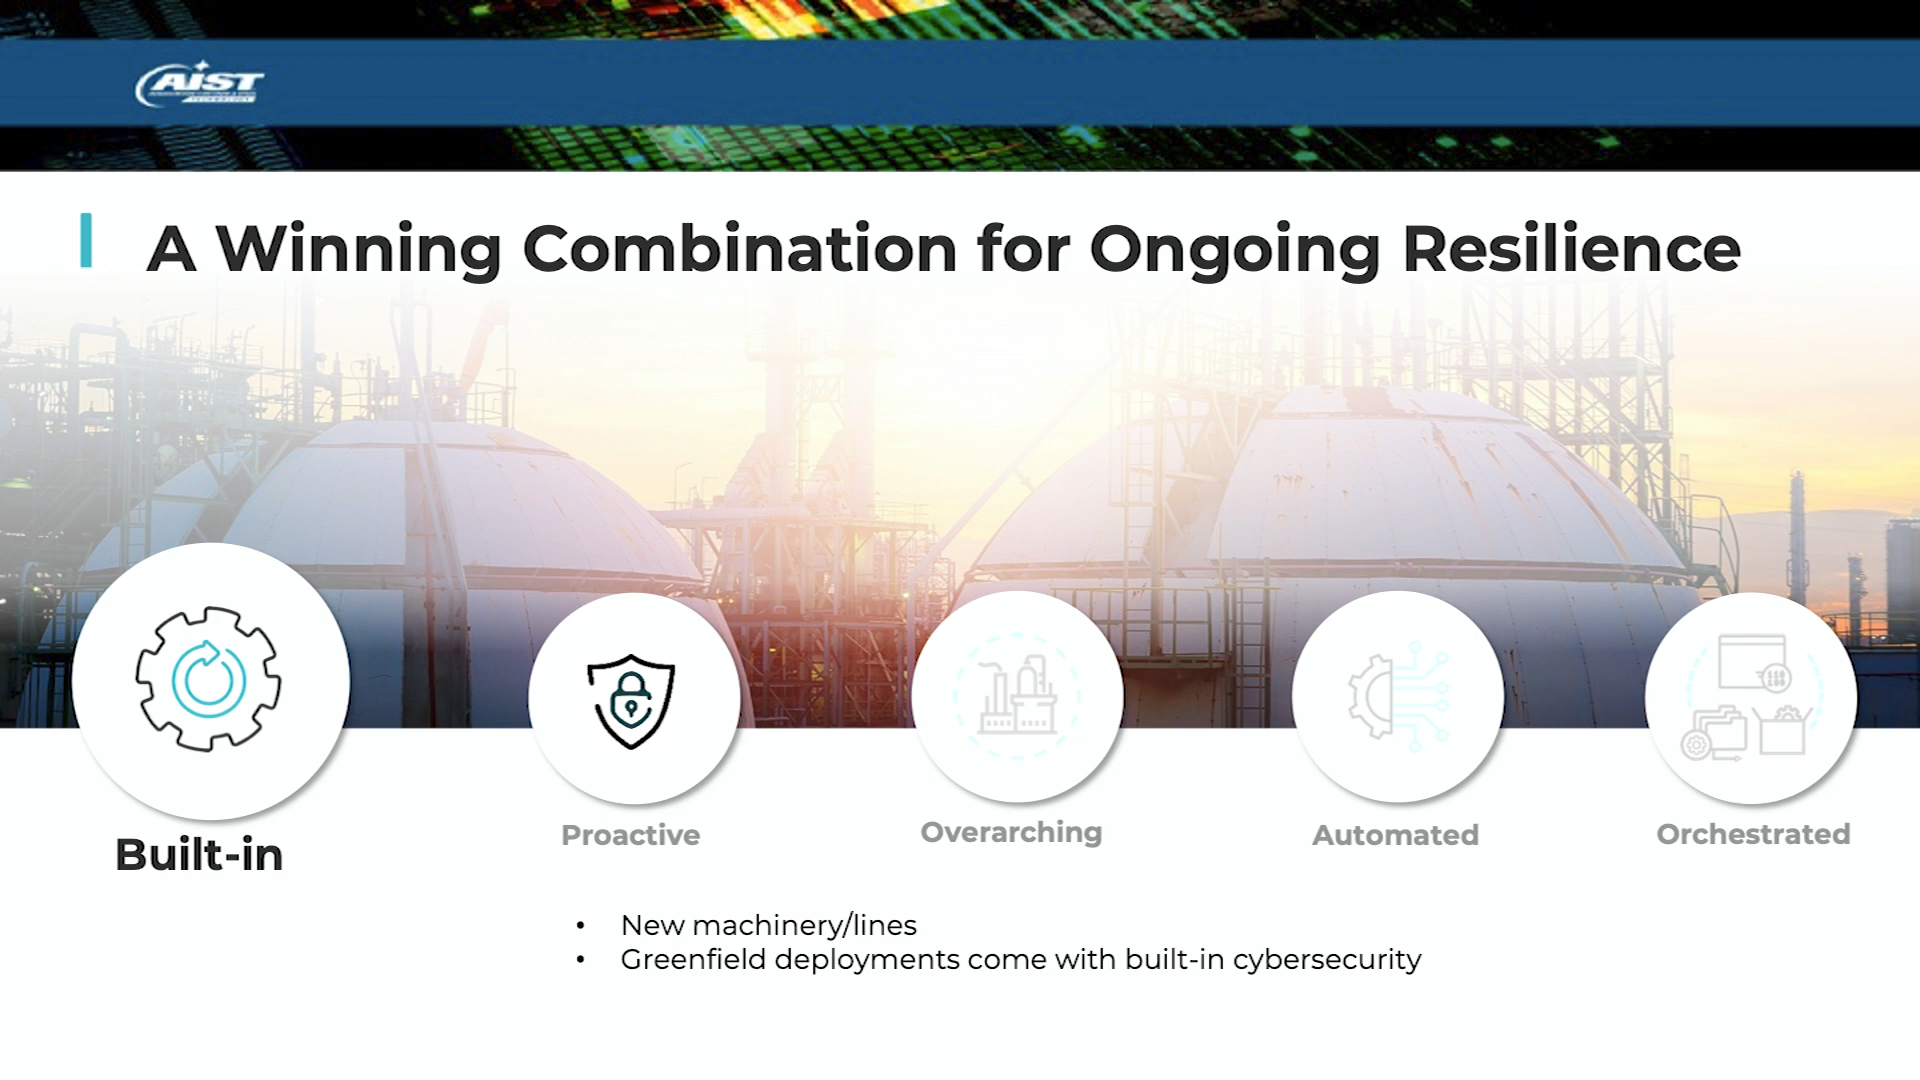 AIST
TECHNOLOGY
A Winning Combination for Ongoing Resilience
Built-in
Proactive
Overarching
Automated
Orchestrated
• New machinery/lines
• Greenfield deployments come with built-in cybersecurity